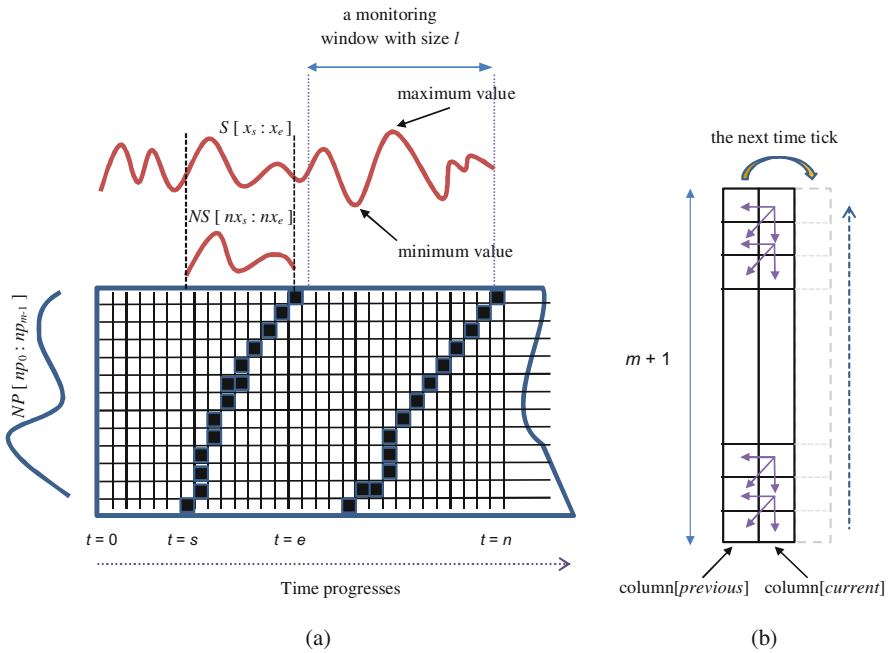 a monitoring
window with size l
maximum value
S [ xₛ : xₑ]
the next time tick
NS [ nxₛ : nxₑ]
minimum value
NP [ np₀ : npₘ₋₁]
m + 1
t = 0
t = s
t = e
t = n
Time progresses
column[previous]
column[current]
(a)
(b)